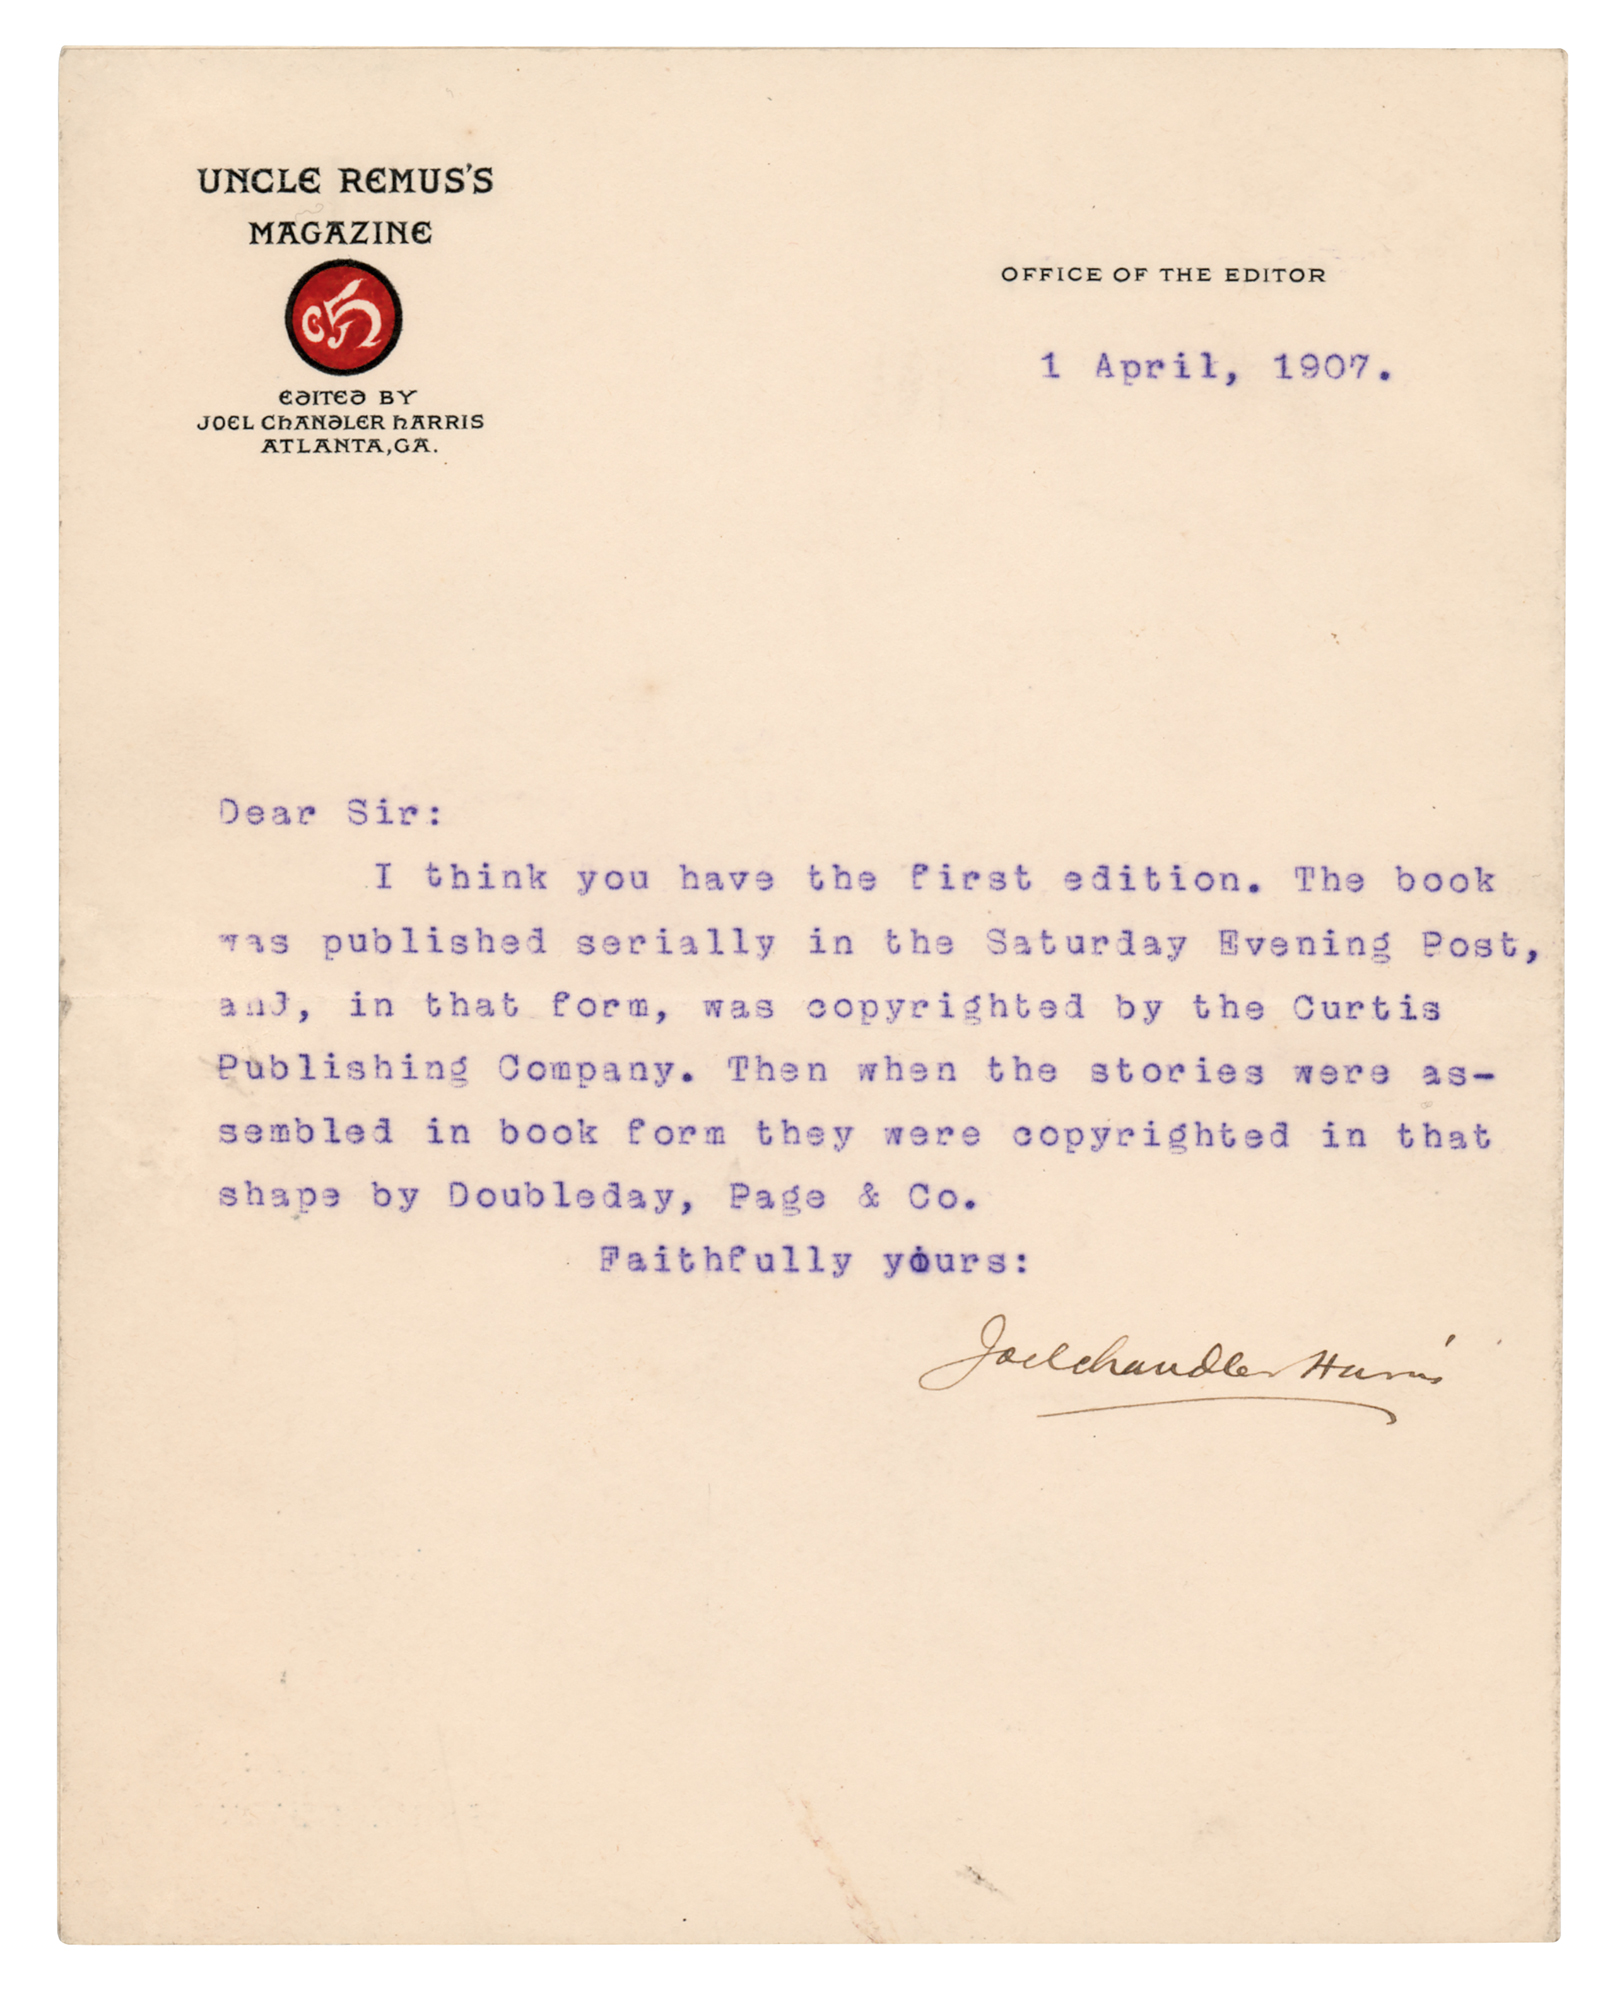 UNCLE REMUS'S
MAGAZINE
EDITED BY
JOEL CHANDLER HARRIS
ATLANTA, GA.
OFFICE OF THE EDITOR
1 April, 1907.
Dear Sir:
I think you have the first edition. The book
was published serially in the Saturday Evening Post,
and, in that form, was copyrighted by the Curtis
Publishing Company. Then when the stories were as-
sembled in book form they were copyrighted in that
shape by Doubleday, Page & Co.
Faithfully yours:
Joel Chandler Harris